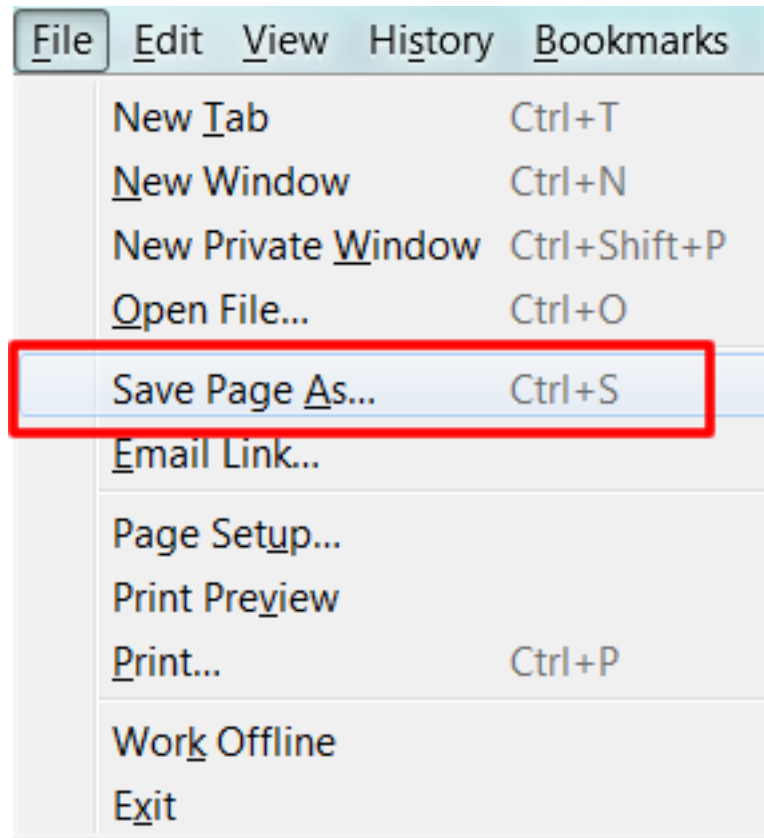 File Edit View History Bookmarks
New Tab Ctrl+T
New Window Ctrl+N
New Private Window Ctrl+Shift+P
Open File... Ctrl+O
Save Page As... Ctrl+S
Email Link...
Page Setup...
Print Preview
Print... Ctrl+P
Work Offline
Exit